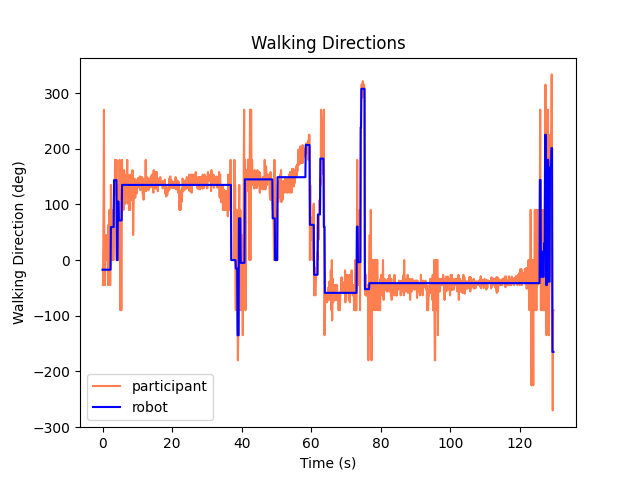 Walking Directions
Walking Direction (deg)
300
200
100
0
−100
−200
−300
participant
robot
0 20 40 60 80 100 120
Time (s)